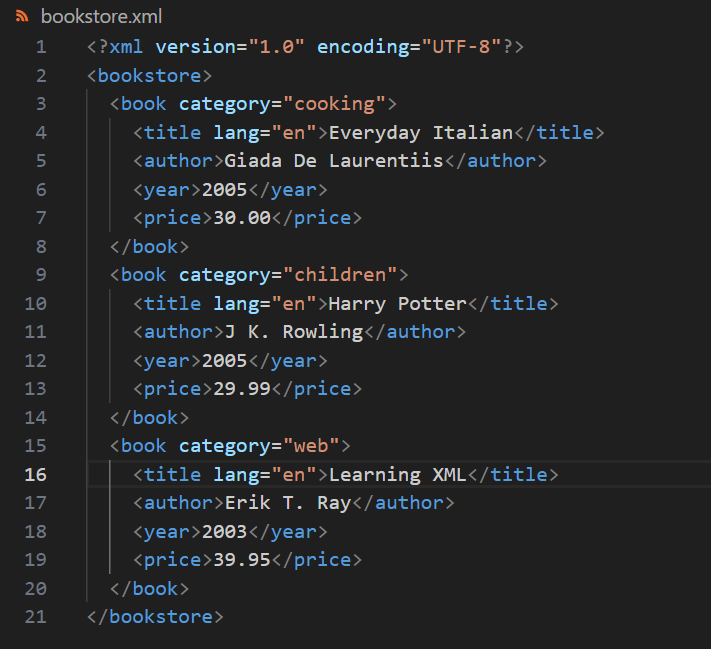 bookstore.xml
1 <?xml version="1.0" encoding="UTF-8"?>
2 <bookstore>
3 <book category="cooking">
4 <title lang="en">Everyday Italian</title>
5 <author>Giada De Laurentiis</author>
6 <year>2005</year>
7 <price>30.00</price>
8 </book>
9 <book category="children">
10 <title lang="en">Harry Potter</title>
11 <author>J K. Rowling</author>
12 <year>2005</year>
13 <price>29.99</price>
14 </book>
15 <book category="web">
16 <title lang="en">Learning XML</title>
17 <author>Erik T. Ray</author>
18 <year>2003</year>
19 <price>39.95</price>
20 </book>
21 </bookstore>